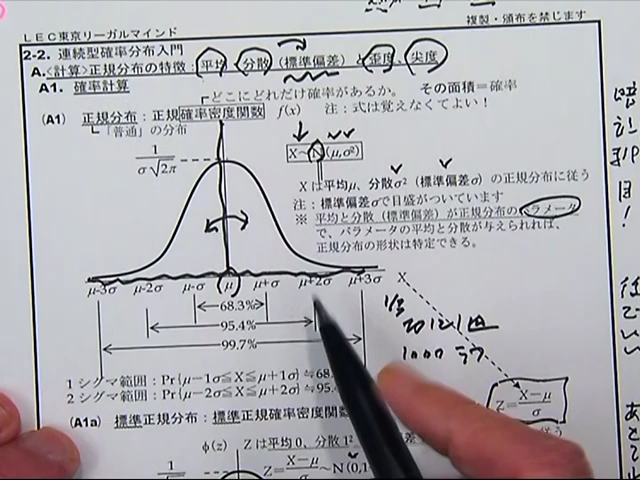 LEC東京リーガルマインド
複製・頒布を禁じます
2-2. 連続型確率分布入門
A.<計算>正規分布の特徴:平均、分散(標準偏差)と歪度、尖度
A1. 確率計算
どこにどれだけ確率があるか。 その面積=確率
(A1) 正規分布:正規確率密度関数 f(x) 注:式は覚えなくてよい!
「普通」の分布
1/σ√2π
X~N(μ,σ²)
Xは平均μ、分散σ²(標準偏差σ)の正規分布に従う
注:標準偏差σで目盛がついています
※ 平均と分散(標準偏差)が正規分布のパラメータ
で、パラメータの平均と分散が与えられれば、
正規分布の形状は特定できる。
μ-3σ μ-2σ μ-σ μ μ+σ μ+2σ μ+3σ X
68.3%
95.4%
99.7%
1000
1シグマ範囲:Pr{μ-1σ≦X≦μ+1σ}≒68.
2シグマ範囲:Pr{μ-2σ≦X≦μ+2σ}≒95.
Z=X-μ/σ
(A1a) 標準正規分布:標準正規確率密度関数
φ(z) Zは平均0、分散1²
Z=X-μ/σ~N(0,1